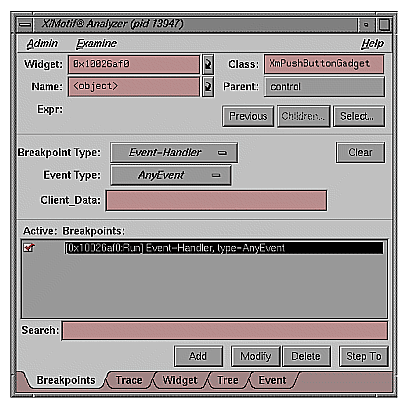 X/Motif® Analyzer (pid 13947)
Admin Examine Help
Widget: 0x10026af0 Class: XmPushButtonGadget
Name: <object> Parent: control
Expr:
Previous Children... Select...
Breakpoint Type: Event-Handler Clear
Event Type: AnyEvent
Client_Data:
Active: Breakpoints:
[0x10026af0:Run] Event-Handler, type=AnyEvent
Search:
Add Modify Delete Step To
Breakpoints Trace Widget Tree Event